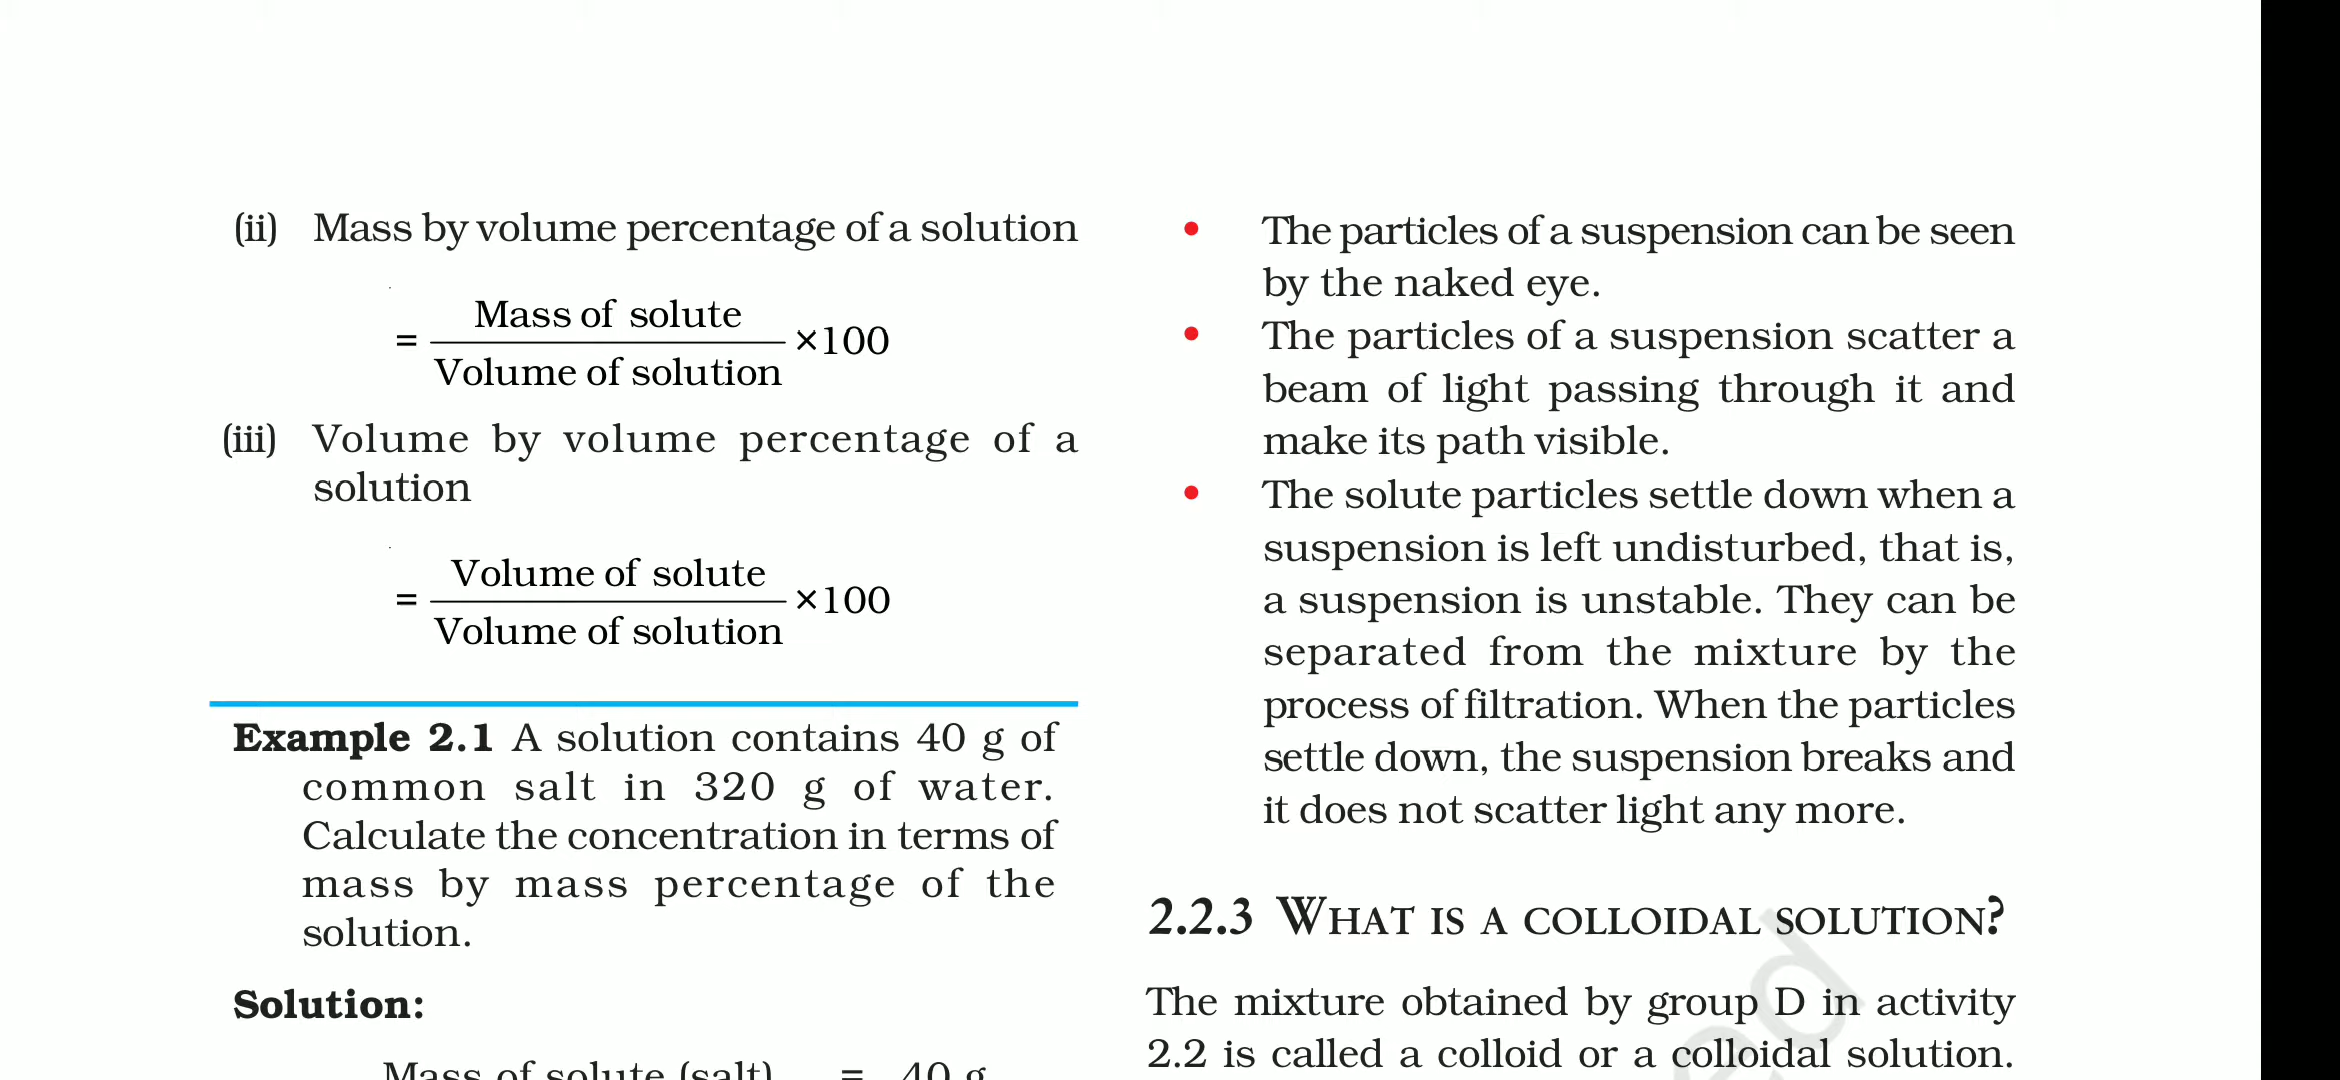 (ii) Mass by volume percentage of a solution
= Mass of solute
Volume of solution ×100
(iii) Volume by volume percentage of a
solution
= Volume of solute
Volume of solution ×100
Example 2.1 A solution contains 40 g of
common salt in 320 g of water.
Calculate the concentration in terms of
mass by mass percentage of the
solution.
Solution:
Mass of solute (salt) = 40 g
• The particles of a suspension can be seen
by the naked eye.
• The particles of a suspension scatter a
beam of light passing through it and
make its path visible.
• The solute particles settle down when a
suspension is left undisturbed, that is,
a suspension is unstable. They can be
separated from the mixture by the
process of filtration. When the particles
settle down, the suspension breaks and
it does not scatter light any more.
2.2.3 WHAT IS A COLLOIDAL SOLUTION?
The mixture obtained by group D in activity
2.2 is called a colloid or a colloidal solution.